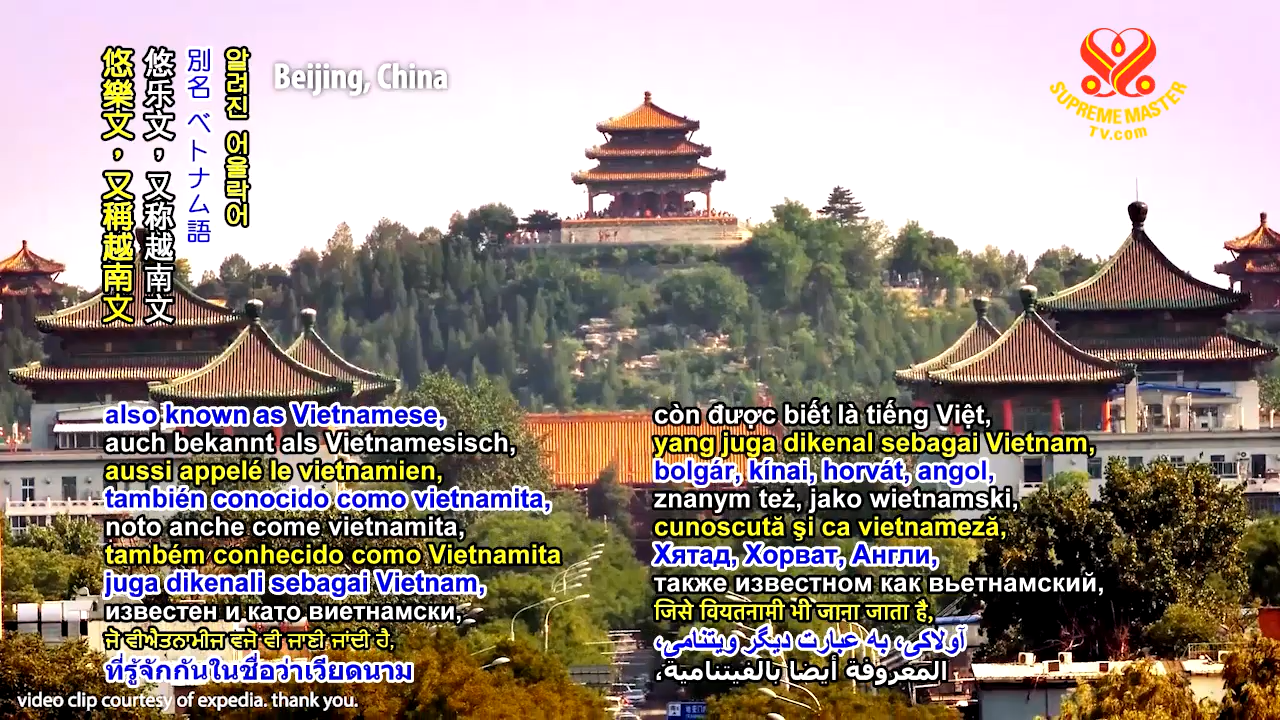 알려진 어울락어
別名 ベトナム語
悠乐文，又称越南文
悠樂文，又稱越南文
Beijing, China
SUPREME MASTER
TV.com
also known as Vietnamese,
auch bekannt als Vietnamesisch,
aussi appelé le vietnamien,
también conocido como vietnamita,
noto anche come vietnamita,
também conhecido como Vietnamita
juga dikenali sebagai Vietnam,
известен и като виетнамски,
ਜੋ ਵੀਐਤਨਾਮੀਜ਼ ਵਜੋ ਵੀ ਜਾਣੀ ਜਾਂਦੀ ਹੈ,
ที่รู้จักกันในชื่อว่าเวียดนาม
còn được biết là tiếng Việt,
yang juga dikenal sebagai Vietnam,
bolgár, kínai, horvát, angol,
znanym też, jako wietnamski,
cunoscută şi ca vietnameză,
Хятад, Хорват, Англи,
также известном как вьетнамский,
जिसे वियतनामी भी जाना जाता है,
آولاکی، به عبارت دیگر ویتنامی،
المعروفة أيضا بالفيتنامية،
video clip courtesy of expedia. thank you.